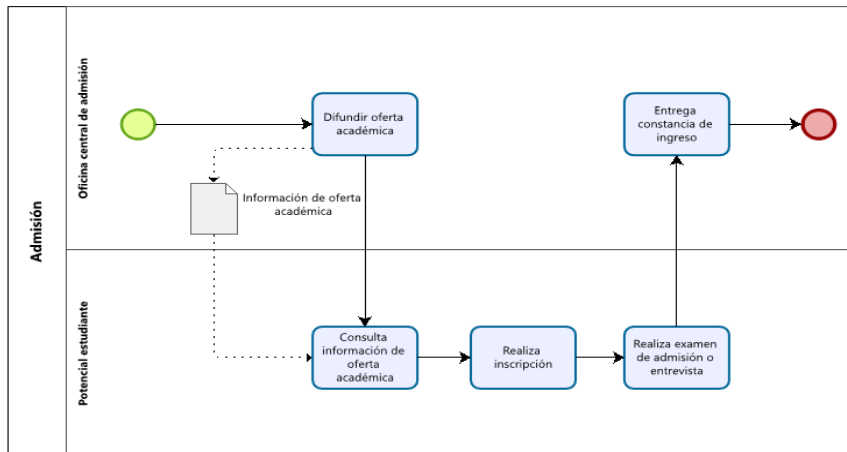 Admisión
Oficina central de admisión
Difundir oferta
académica
Entrega
constancia de
ingreso
Información de oferta
académica
Potencial estudiante
Consulta
información de
oferta
académica
Realiza
inscripción
Realiza examen
de admisión o
entrevista